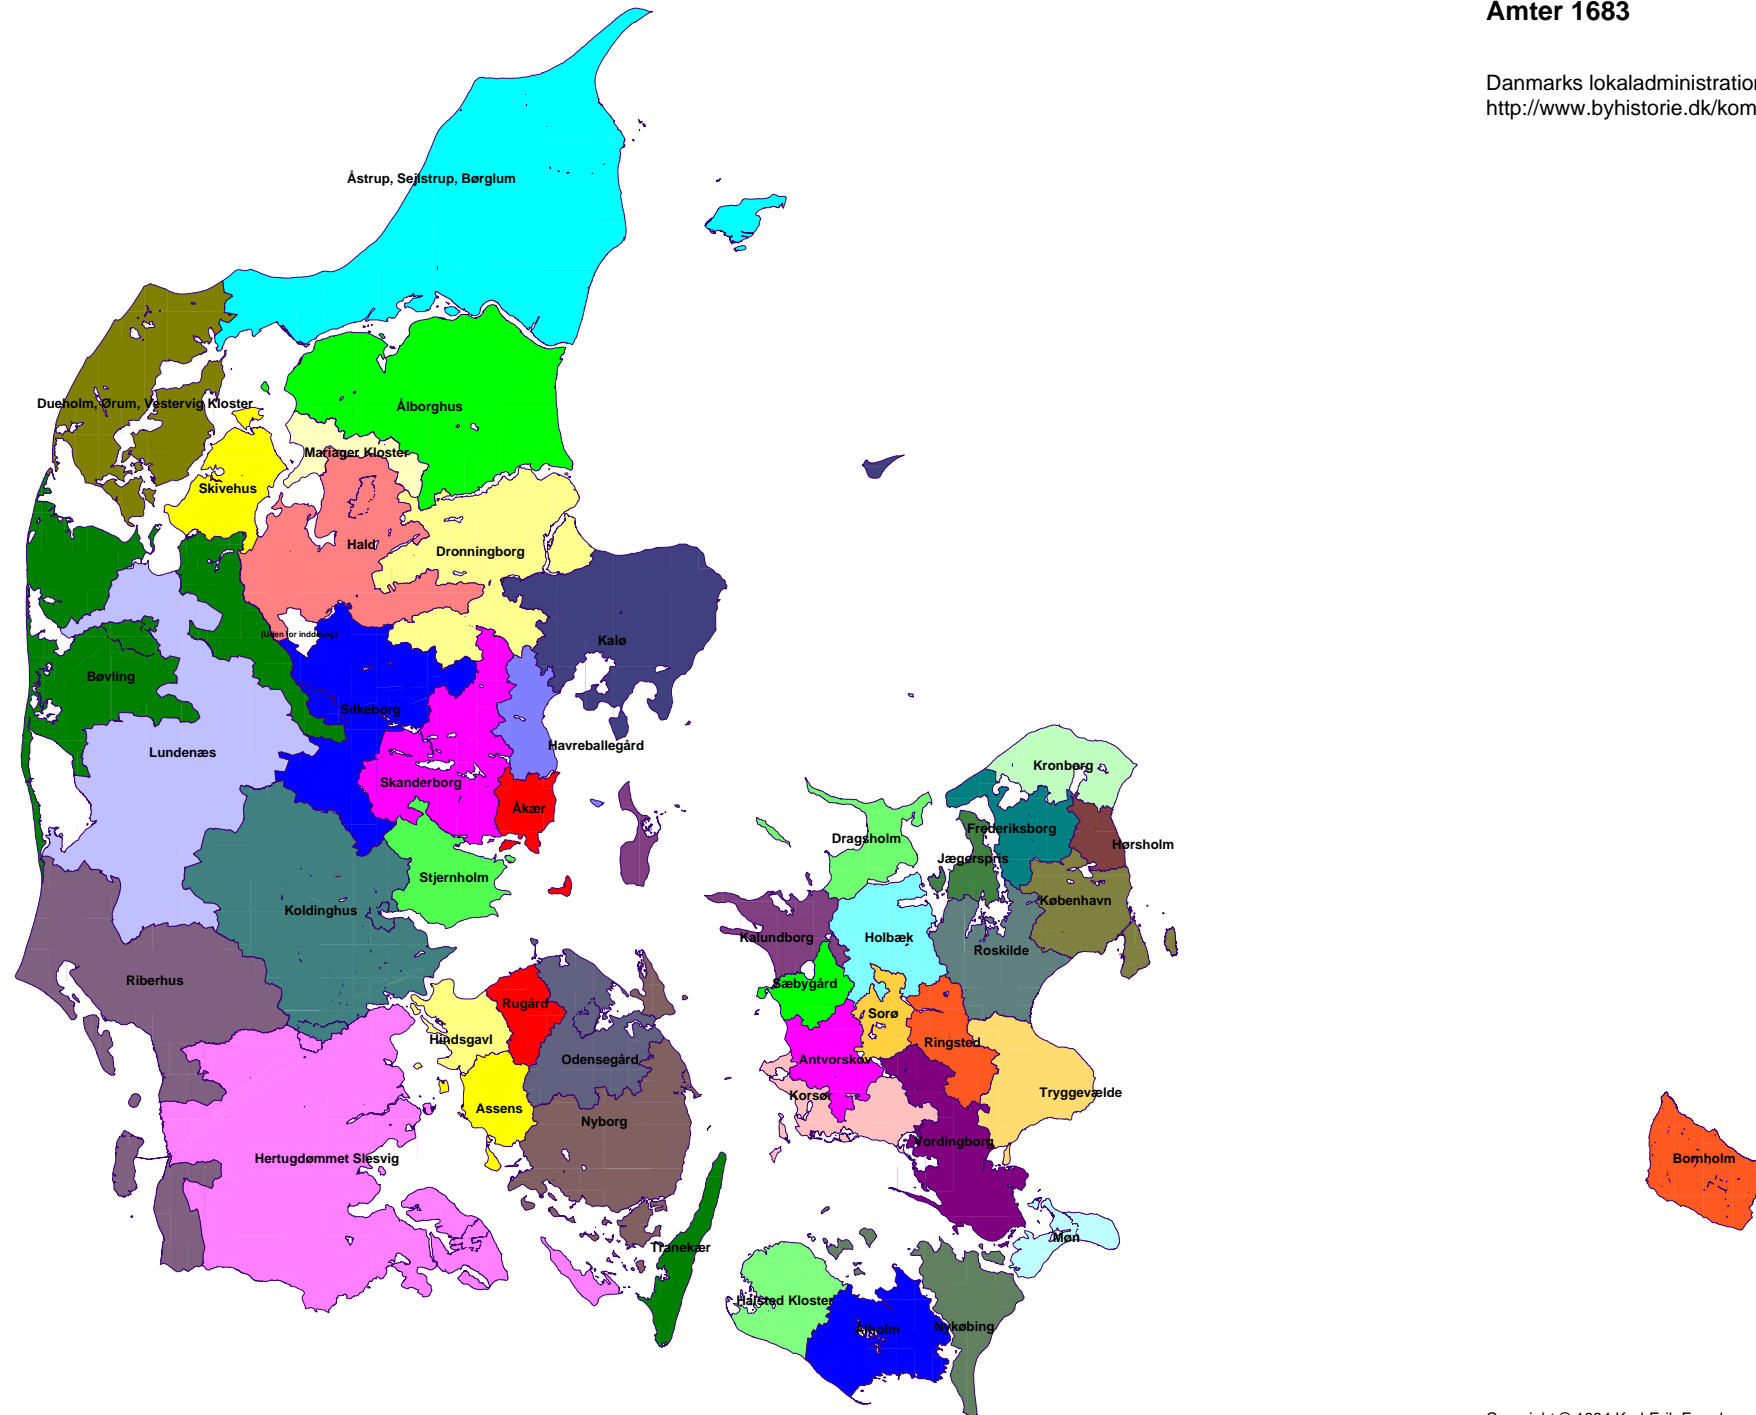 Amter 1683
Danmarks lokaladministration
http://www.byhistorie.dk/kom
Åstrup, Sejlstrup, Børglum
Dueholm, Ørum, Vestervig Kloster
Ålborghus
Mariager Kloster
Skivehus
Hald
Dronningborg
(Uden for inddeling)
Kalø
Bøvling
Silkeborg
Lundenæs
Havreballegård
Skanderborg
Åkær
Kronborg
Frederiksborg
Dragsholm
Hørsholm
Jægerspris
Stjernholm
København
Koldinghus
Kalundborg
Holbæk
Roskilde
Riberhus
Sæbygård
Rugård
Sorø
Hindsgavl
Ringsted
Odensegård
Antvorskov
Korsør
Tryggevælde
Assens
Nyborg
Vordingborg
Hertugdømmet Slesvig
Bornholm
Møn
Tranekær
Halsted Kloster
Ålholm
Nykøbing